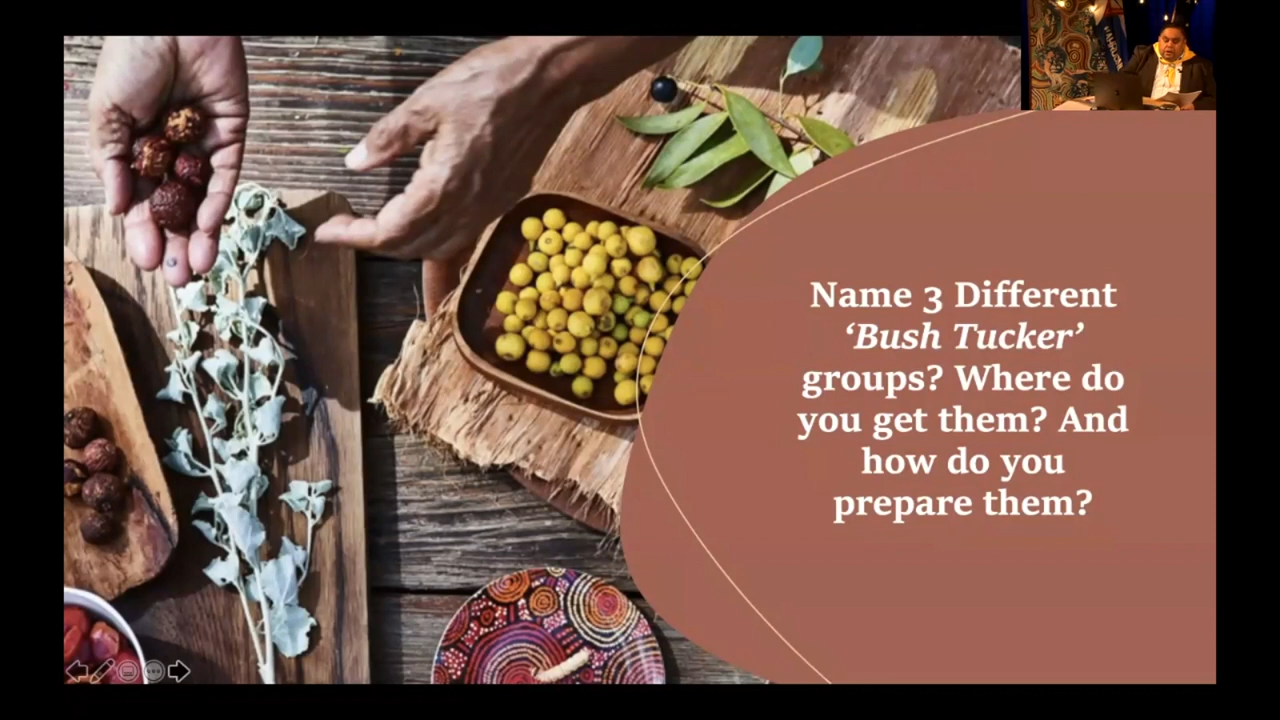 Name 3 Different
‘Bush Tucker’
groups? Where do
you get them? And
how do you
prepare them?